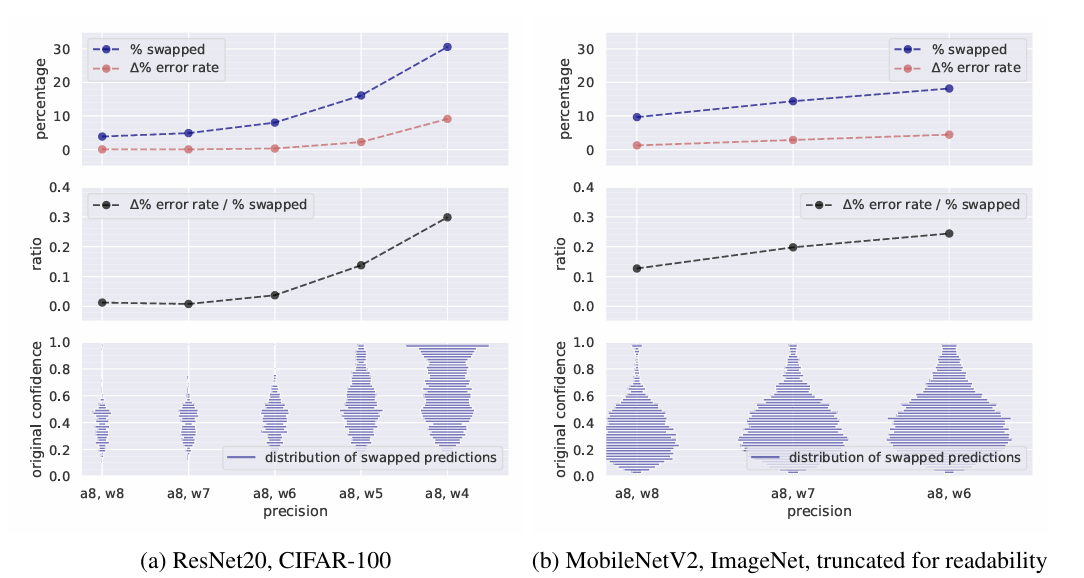 % swapped
Δ% error rate
percentage
30
20
10
0
Δ% error rate / % swapped
ratio
0.4
0.3
0.2
0.1
0.0
original confidence
1.0
0.8
0.6
0.4
0.2
0.0
distribution of swapped predictions
a8, w8 a8, w7 a8, w6 a8, w5 a8, w4
precision
(a) ResNet20, CIFAR-100
% swapped
Δ% error rate
percentage
30
20
10
0
Δ% error rate / % swapped
ratio
0.4
0.3
0.2
0.1
0.0
original confidence
1.0
0.8
0.6
0.4
0.2
0.0
distribution of swapped predictions
a8, w8 a8, w7 a8, w6
precision
(b) MobileNetV2, ImageNet, truncated for readability